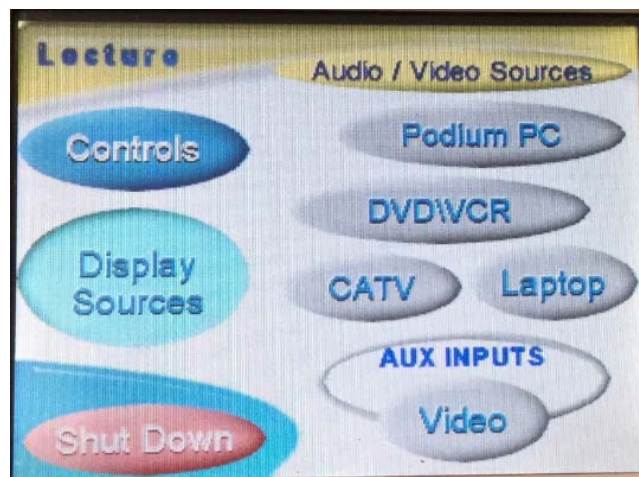 Lecture
Audio / Video Sources
Controls
Podium PC
DVD\VCR
Display
Sources
CATV
Laptop
AUX INPUTS
Video
Shut Down